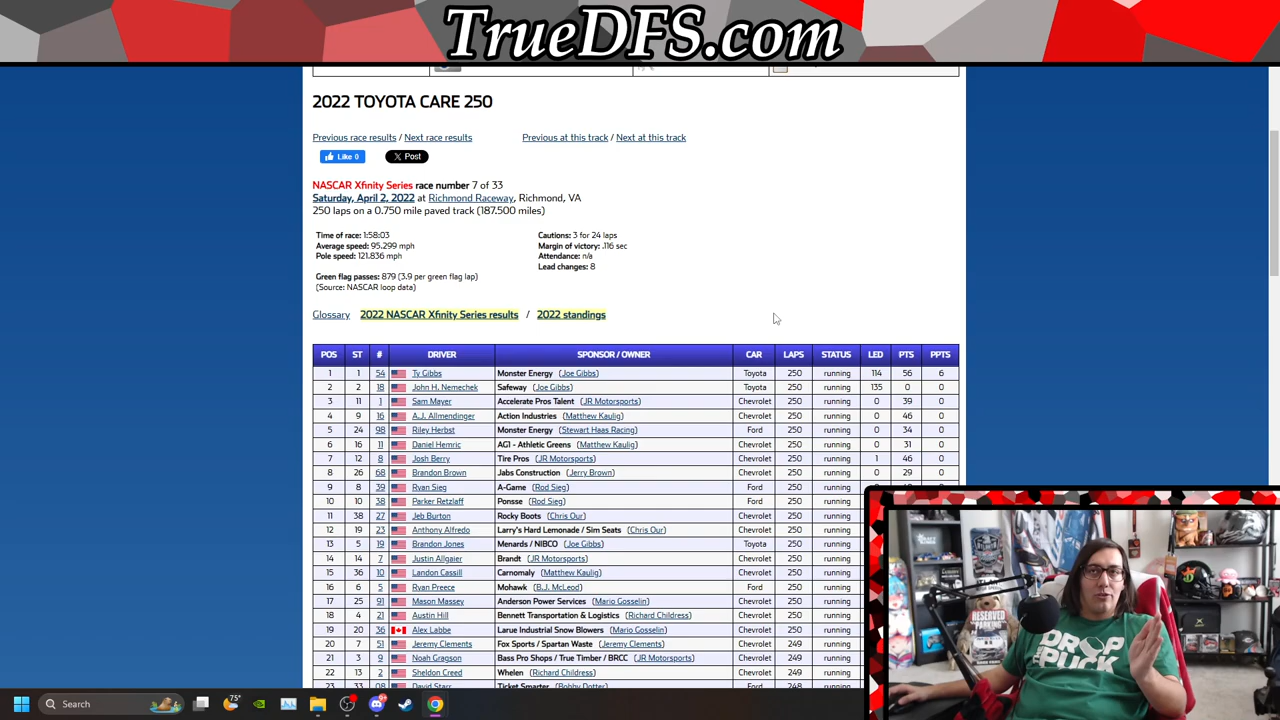 TrueDFS.com
2022 TOYOTA CARE 250
Previous race results / Next race results Previous at this track / Next at this track
Like 0 X Post
NASCAR Xfinity Series race number 7 of 33
Saturday, April 2, 2022 at Richmond Raceway, Richmond, VA
250 laps on a 0.750 mile paved track (187.500 miles)
Time of race: 1:58:03 Cautions: 3 for 24 laps
Average speed: 95.299 mph Margin of victory: .116 sec
Pole speed: 121.836 mph Attendance: n/a
Lead changes: 8
Green flag passes: 879 (3.9 per green flag lap)
(Source: NASCAR loop data)
Glossary 2022 NASCAR Xfinity Series results / 2022 standings
POS ST # DRIVER SPONSOR / OWNER CAR LAPS STATUS LED PTS PPTS
1 1 54 Ty Gibbs Monster Energy (Joe Gibbs) Toyota 250 running 114 56 6
2 2 18 John H. Nemechek Safeway (Joe Gibbs) Toyota 250 running 135 0 0
3 11 1 Sam Mayer Accelerate Pros Talent (JR Motorsports) Chevrolet 250 running 0 39 0
4 9 16 A.J. Allmendinger Action Industries (Matthew Kaulig) Chevrolet 250 running 0 46 0
5 24 98 Riley Herbst Monster Energy (Stewart Haas Racing) Ford 250 running 0 34 0
6 16 11 Daniel Hemric AG1 - Athletic Greens (Matthew Kaulig) Chevrolet 250 running 0 31 0
7 12 8 Josh Berry Tire Pros (JR Motorsports) Chevrolet 250 running 1 46 0
8 26 68 Brandon Brown Jabs Construction (Jerry Brown) Chevrolet 250 running 0 29 0
9 8 39 Ryan Sieg A-Game (Rod Sieg) Ford 250 running
10 10 38 Parker Retzlaff Ponsse (Rod Sieg) Ford 250 running
11 38 27 Jeb Burton Rocky Boots (Chris Our) Chevrolet 250 running
12 19 23 Anthony Alfredo Larry's Hard Lemonade / Sim Seats (Chris Our) Chevrolet 250 running
13 5 19 Brandon Jones Menards / NIBCO (Joe Gibbs) Toyota 250 running
14 14 7 Justin Allgaier Brandt (JR Motorsports) Chevrolet 250 running
15 36 10 Landon Cassill Carnomaly (Matthew Kaulig) Chevrolet 250 running
16 6 5 Ryan Preece Mohawk (B.J. McLeod) Ford 250 running
17 25 91 Mason Massey Anderson Power Services (Mario Gosselin) Chevrolet 250 running
18 4 21 Austin Hill Bennett Transportation & Logistics (Richard Childress) Chevrolet 250 running
19 20 36 Alex Labbe Larue Industrial Snow Blowers (Mario Gosselin) Chevrolet 250 running
20 7 51 Jeremy Clements Fox Sports / Spartan Waste (Jeremy Clements) Chevrolet 249 running
21 3 9 Noah Gragson Bass Pro Shops / True Timber / BRCC (JR Motorsports) Chevrolet 249 running
22 13 2 Sheldon Creed Whelen (Richard Childress) Chevrolet 249 running
23 33 08 David Starr Ticket Smarter (Bobby Dotter) Ford 248 running
RESERVED
PARKING
DROP
THE
PUCK
Search
75°